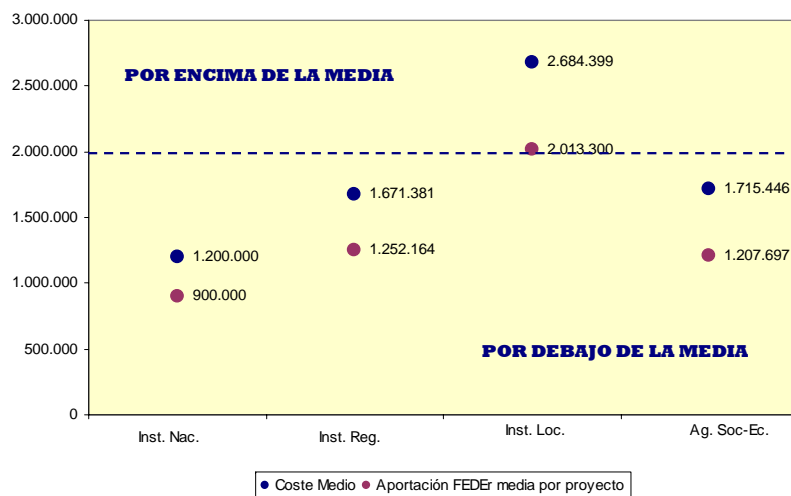 3.000.000
POR ENCIMA DE LA MEDIA
2.684.399
2.500.000
2.000.000
2.013.300
1.671.381
1.715.446
1.500.000
1.200.000
1.252.164
1.207.697
1.000.000
900.000
POR DEBAJO DE LA MEDIA
500.000
0
Inst. Nac.
Inst. Reg.
Inst. Loc.
Ag. Soc-Ec.
Coste Medio
Aportación FEDEr media por proyecto